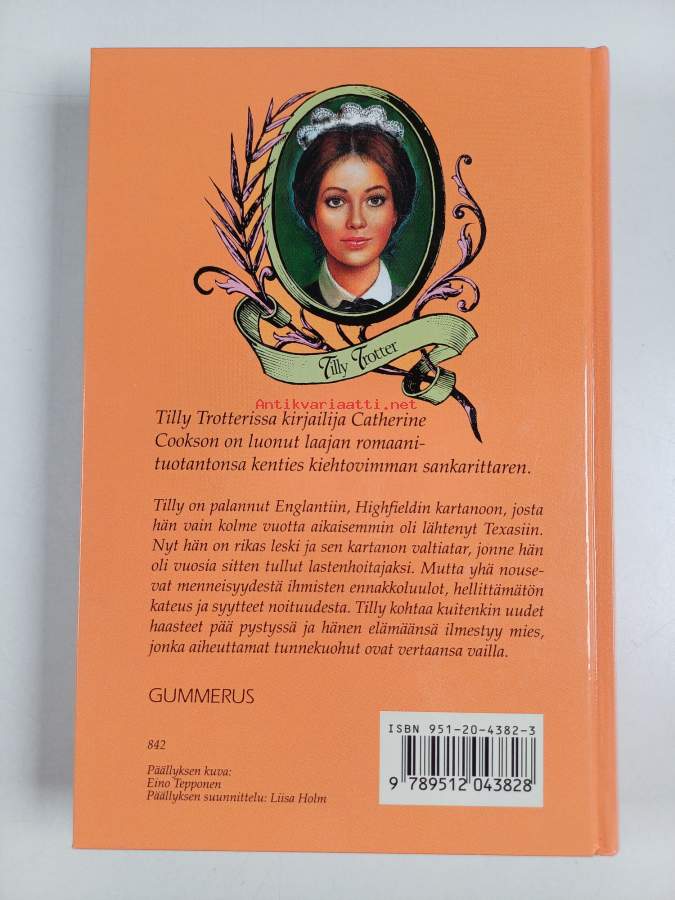 Tilly Trotter
Antikvariaatti.net
Tilly Trotterissa kirjailija Catherine
Cookson on luonut laajan romaani-
tuotantonsa kenties kiehtovimman sankarittaren.
Tilly on palannut Englantiin, Highfieldin kartanoon, josta
hän vain kolme vuotta aikaisemmin oli lähtenyt Texasiin.
Nyt hän on rikas leski ja sen kartanon valtiatar, jonne hän
oli vuosia sitten tullut lastenhoitajaksi. Mutta yhä nouse-
vat menneisyydestä ihmisten ennakkoluulot, hellittämätön
kateus ja syytteet noituudesta. Tilly kohtaa kuitenkin uudet
haasteet pää pystyssä ja hänen elämäänsä ilmestyy mies,
jonka aiheuttamat tunnekuohut ovat vertaansa vailla.
GUMMERUS
842
Päällyksen kuva:
Eino Tepponen
Päällyksen suunnittelu: Liisa Holm
ISBN 951-20-4382-3
9 789512 043828